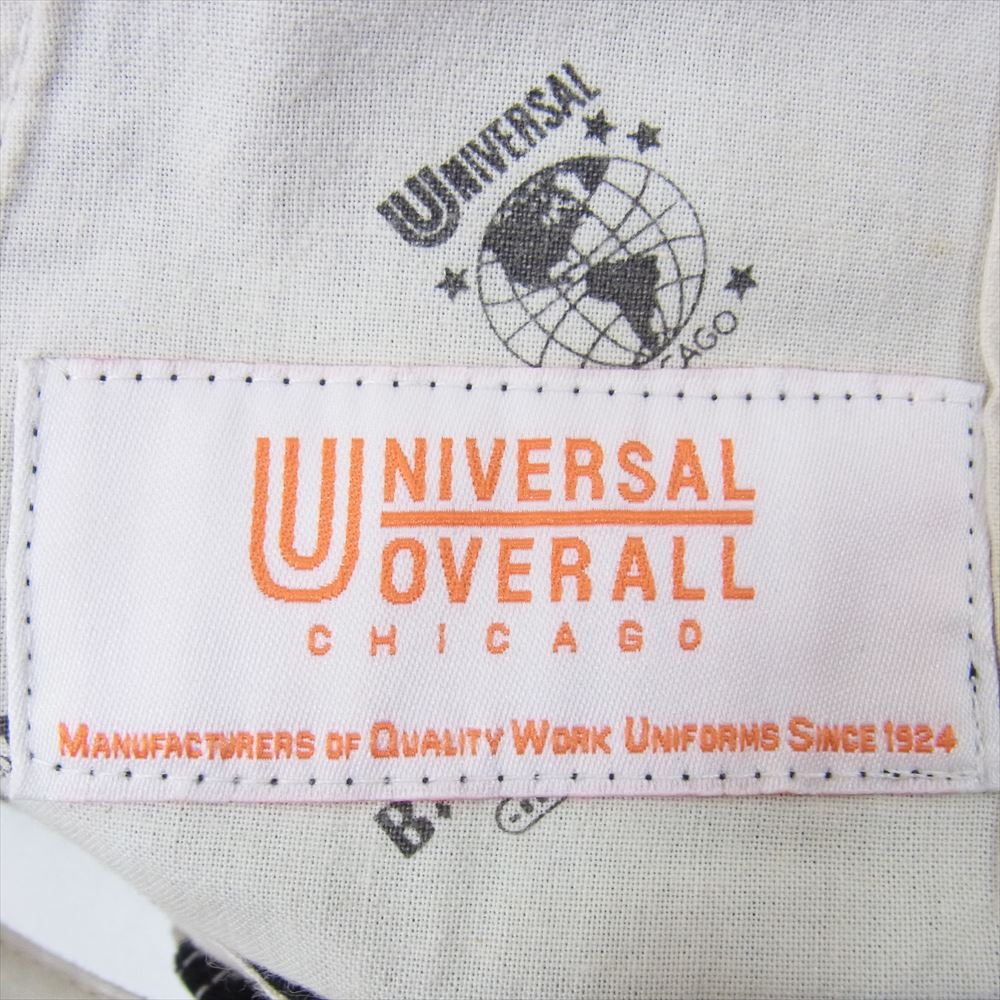 UNIVERSAL
UNIVERSAL
OVERALL
CHICAGO
MANUFACTURERS OF QUALITY WORK UNIFORMS SINCE 1924